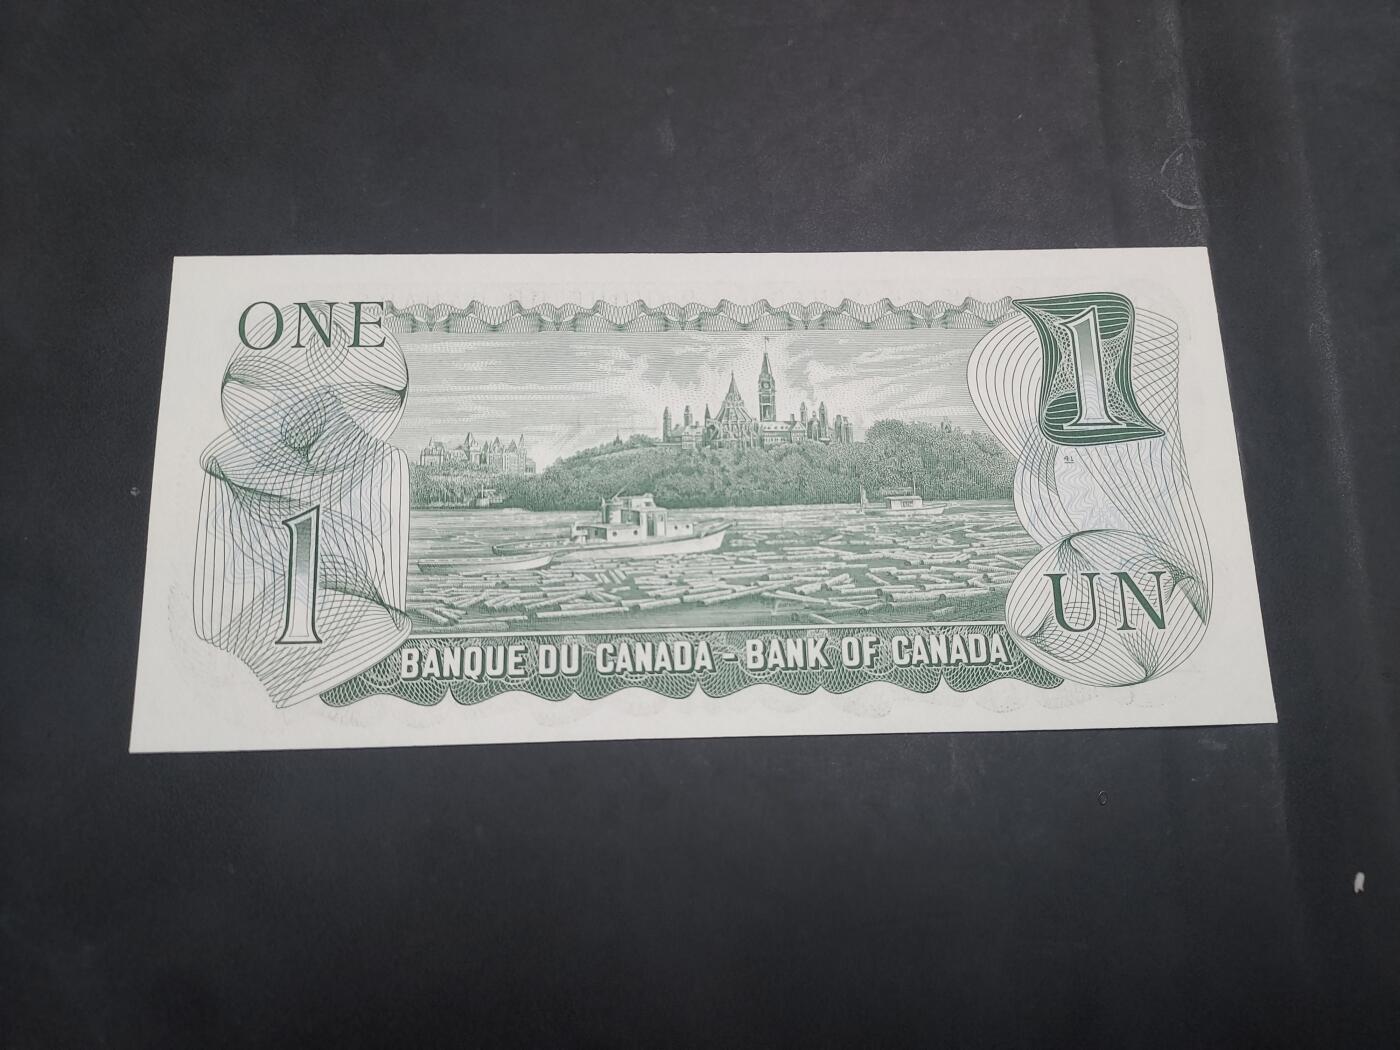 ONE
1
1
UN
BANQUE DU CANADA - BANK OF CANADA